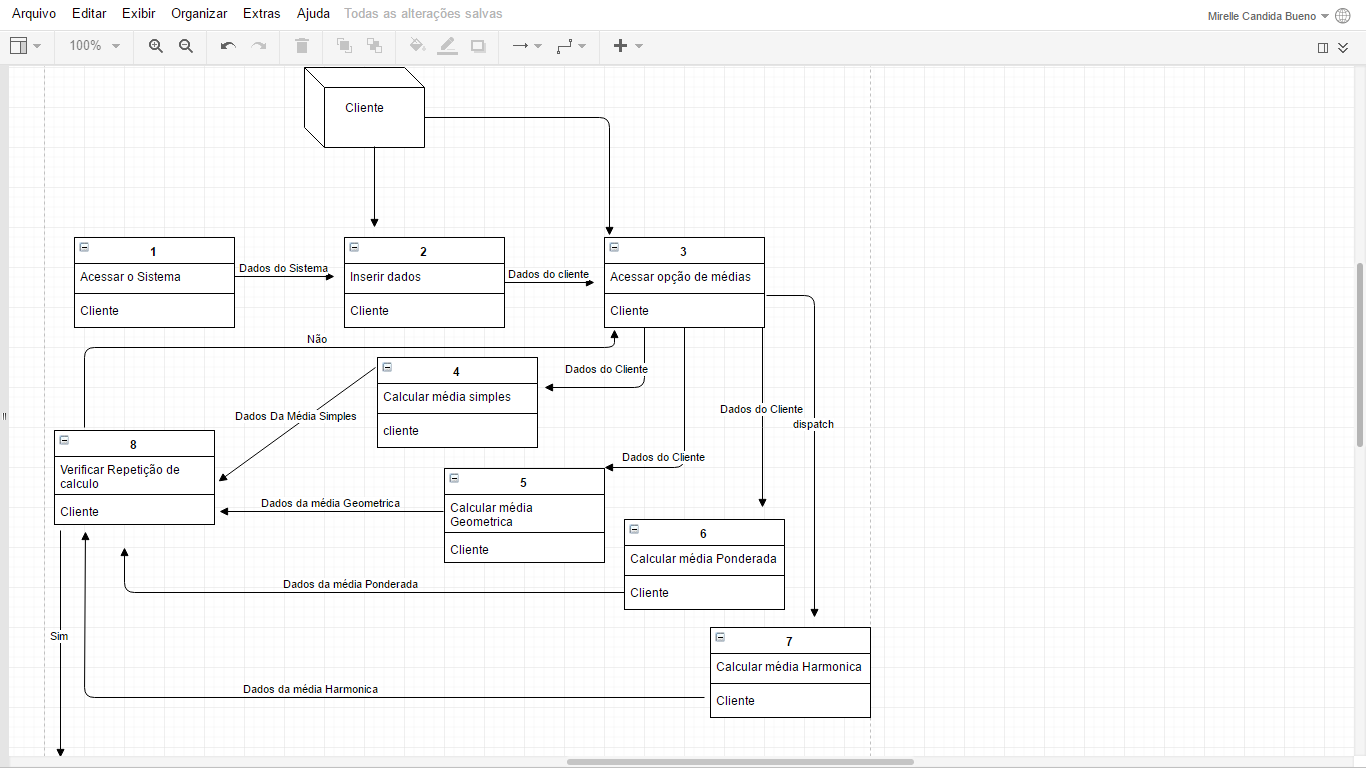 Arquivo Editar Exibir Organizar Extras Ajuda Todas as alterações salvas
Mirelle Candida Bueno
100%
Cliente
1
Acessar o Sistema
Cliente
Dados do Sistema
2
Inserir dados
Cliente
Dados do cliente
3
Acessar opção de médias
Cliente
Não
4
Calcular média simples
cliente
Dados do Cliente
Dados Da Média Simples
Dados do Cliente
dispatch
8
Verificar Repetição de
calculo
Cliente
Dados do Cliente
5
Calcular média
Geometrica
Cliente
Dados da média Geometrica
6
Calcular média Ponderada
Cliente
Dados da média Ponderada
Sim
7
Calcular média Harmonica
Cliente
Dados da média Harmonica